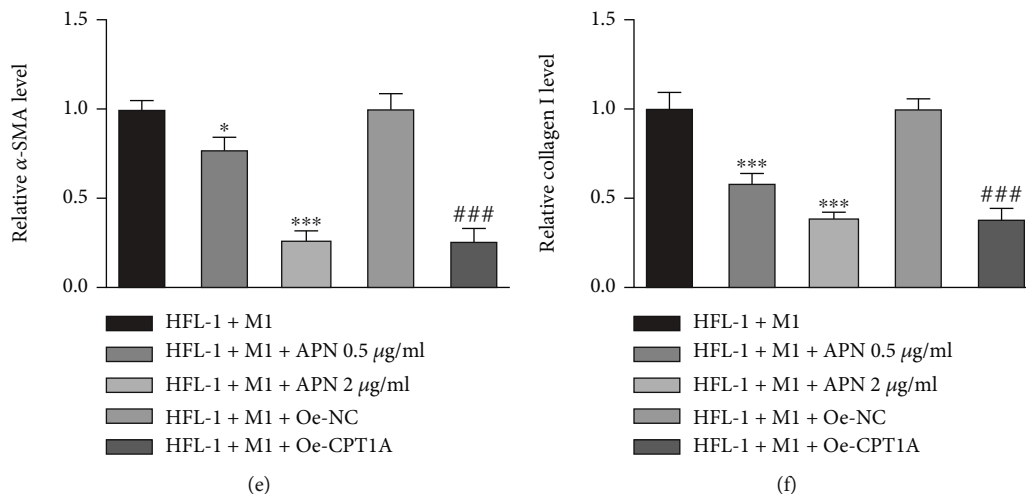 Relative α-SMA level
1.5
1.0
0.5
0.0
*
***
###
HFL-1 + M1
HFL-1 + M1 + APN 0.5 μg/ml
HFL-1 + M1 + APN 2 μg/ml
HFL-1 + M1 + Oe-NC
HFL-1 + M1 + Oe-CPT1A
(e)
Relative collagen I level
1.5
1.0
0.5
0.0
***
***
###
HFL-1 + M1
HFL-1 + M1 + APN 0.5 μg/ml
HFL-1 + M1 + APN 2 μg/ml
HFL-1 + M1 + Oe-NC
HFL-1 + M1 + Oe-CPT1A
(f)